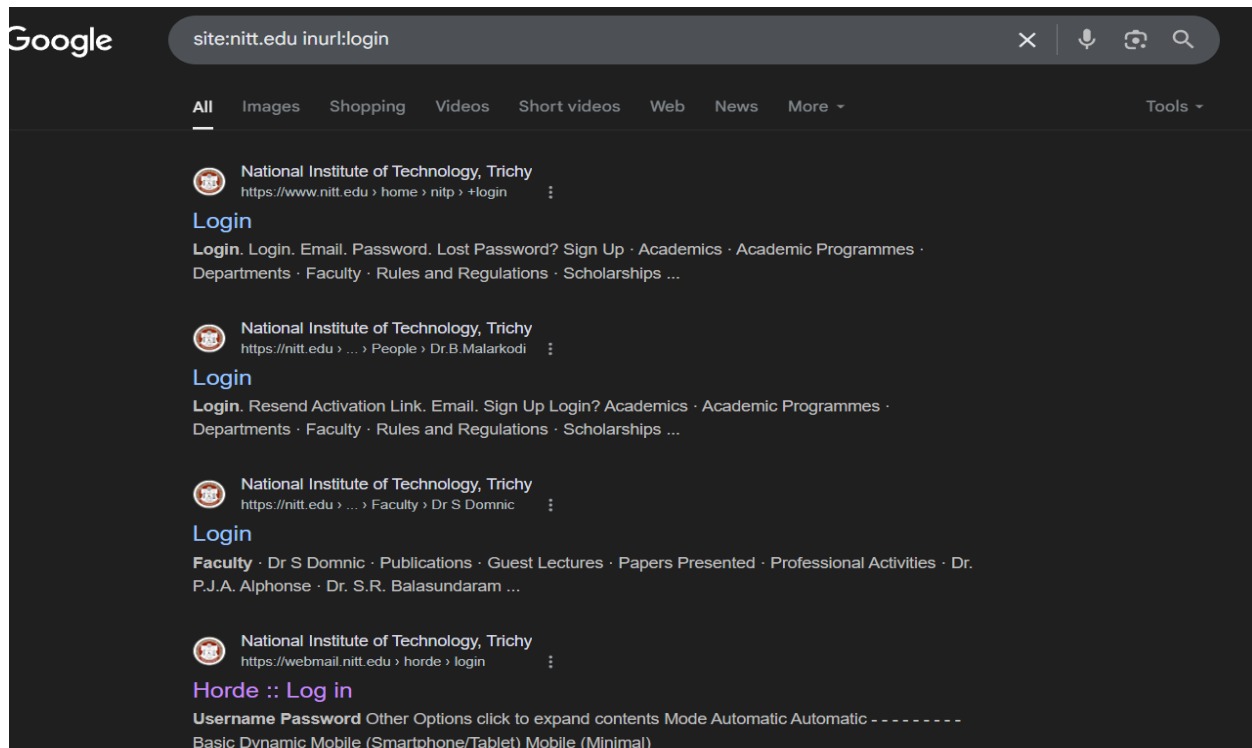 Google
site:nitt.edu inurl:login
All Images Shopping Videos Short videos Web News More Tools
National Institute of Technology, Trichy
https://www.nitt.edu › home › nitp › +login
Login
Login. Login. Email. Password. Lost Password? Sign Up · Academics · Academic Programmes ·
Departments · Faculty · Rules and Regulations · Scholarships ...
National Institute of Technology, Trichy
https://nitt.edu › ... › People › Dr.B.Malarkodi
Login
Login. Resend Activation Link. Email. Sign Up Login? Academics · Academic Programmes ·
Departments · Faculty · Rules and Regulations · Scholarships ...
National Institute of Technology, Trichy
https://nitt.edu › ... › Faculty › Dr S Domnic
Login
Faculty · Dr S Domnic · Publications · Guest Lectures · Papers Presented · Professional Activities · Dr.
P.J.A. Alphonse · Dr. S.R. Balasundaram ...
National Institute of Technology, Trichy
https://webmail.nitt.edu › horde › login
Horde :: Log in
Username Password Other Options click to expand contents Mode Automatic Automatic - - - - - - - - -
Basic Dynamic Mobile (Smartphone/Tablet) Mobile (Minimal)